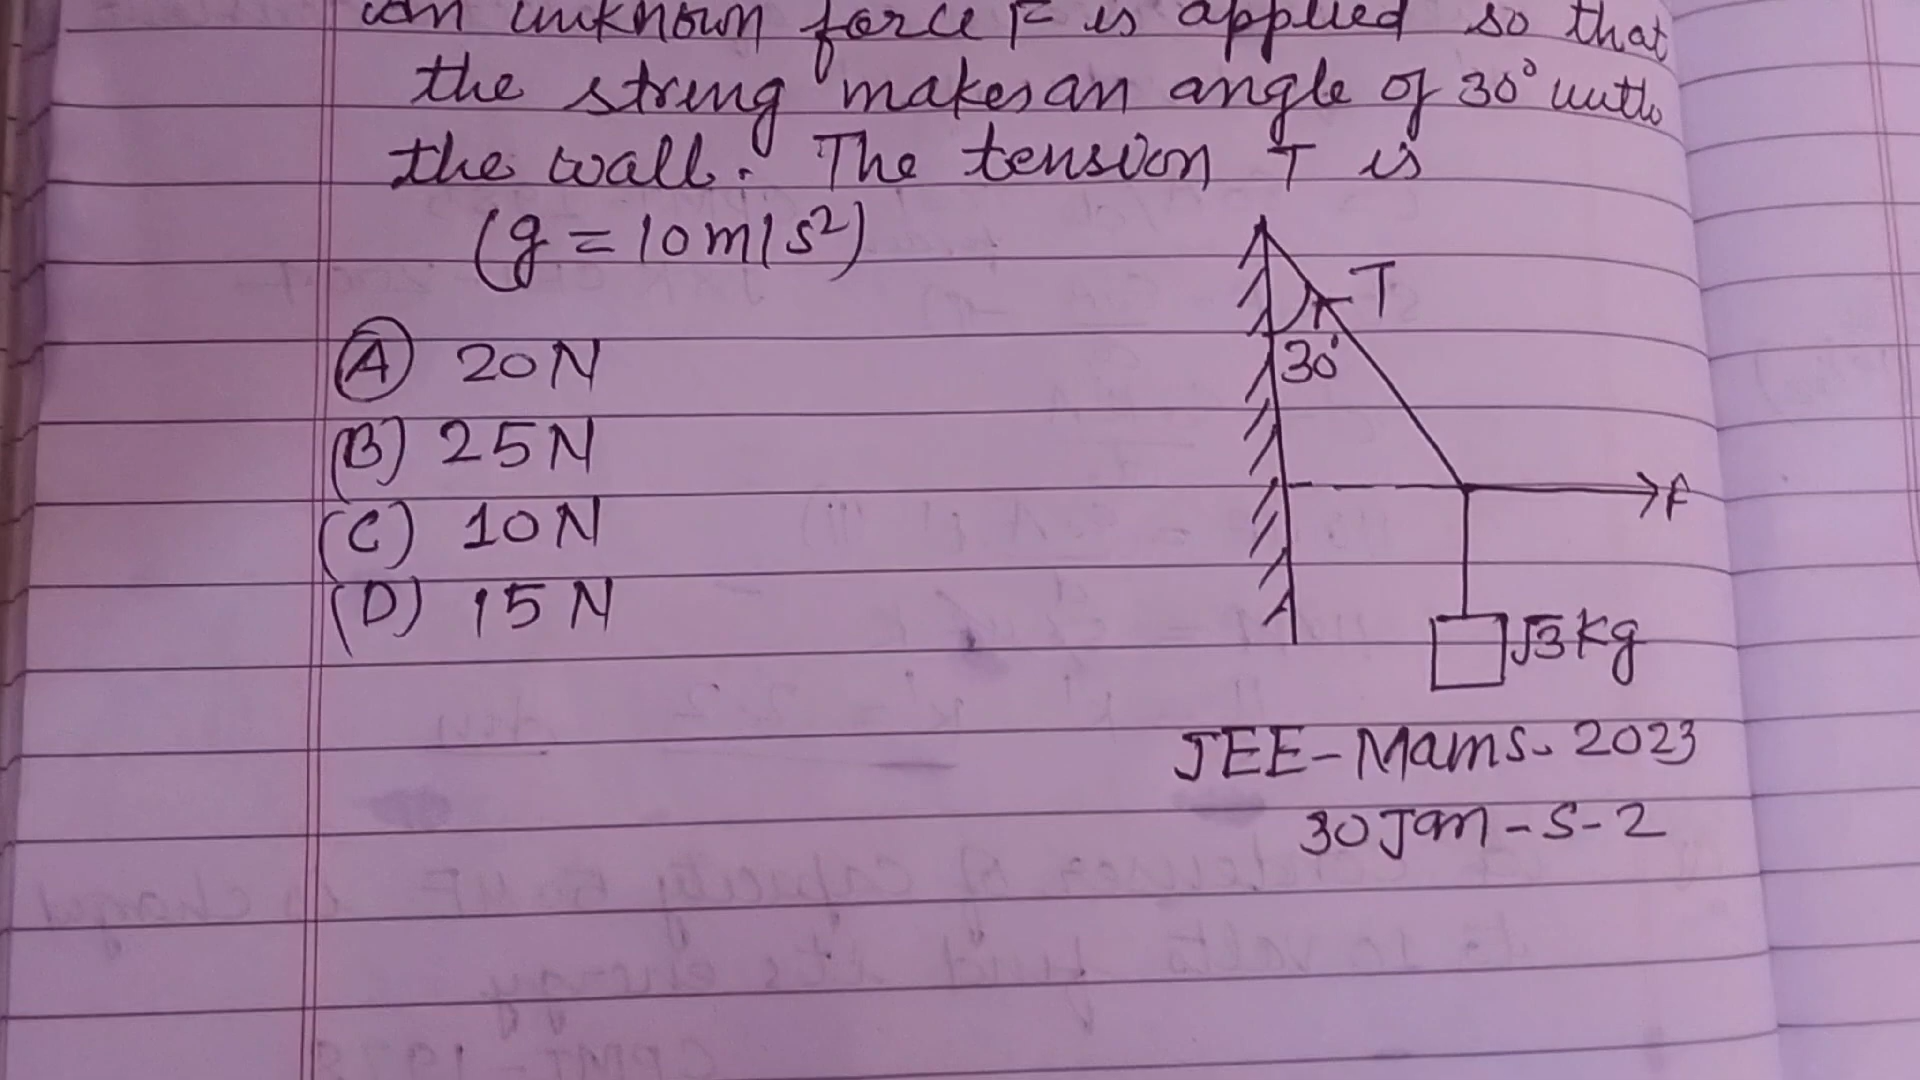 an unknown force F is applied so that
the string makes an angle of 30° with
the wall. The tension T is
(g = 10 m/s²)
T
30°
(A) 20 N
(B) 25 N
(C) 10 N
(D) 15 N
F
√3 Kg
JEE-Mains-2023
30 Jan-S-2